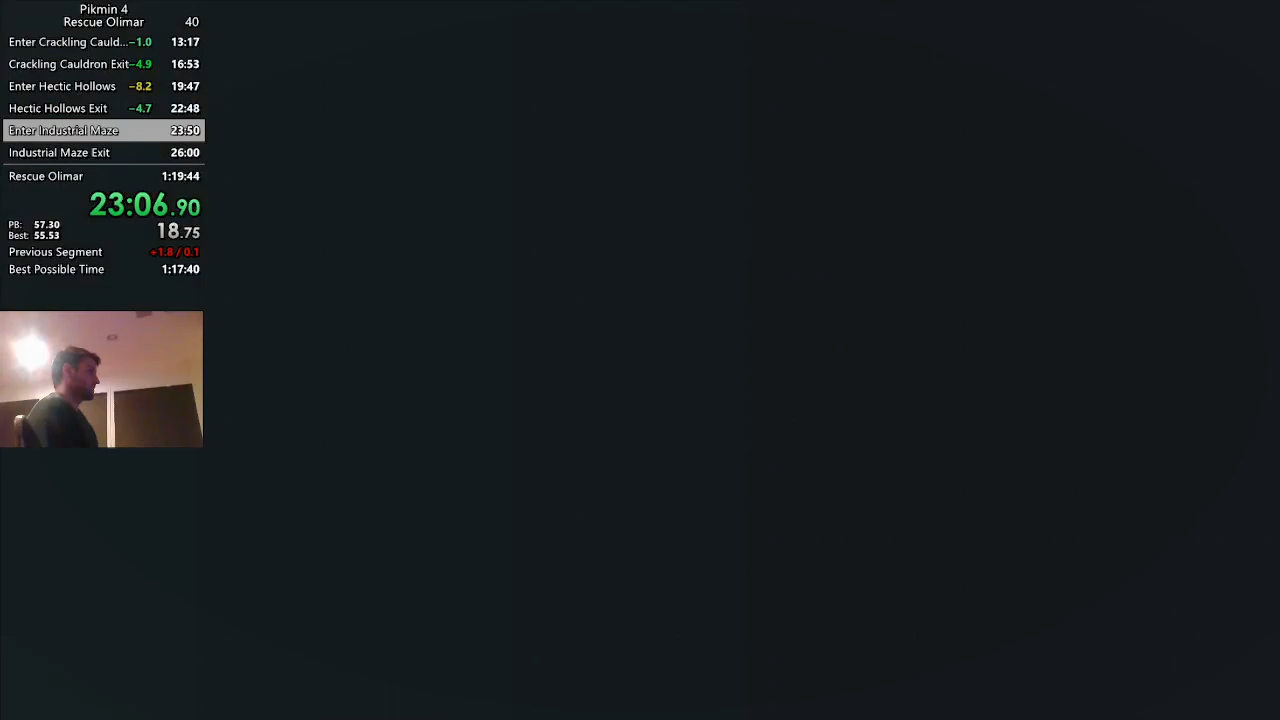 Pikmin 4
Rescue Olimar 40
Enter Crackling Cauld... −1.0 13:17
Crackling Cauldron Exit −4.9 16:53
Enter Hectic Hollows −8.2 19:47
Hectic Hollows Exit −4.7 22:48
Enter Industrial Maze 23:50
Industrial Maze Exit 26:00
Rescue Olimar 1:19:44
23:06.90
PB: 57.30
Best: 55.53
18.75
Previous Segment +1.8 / 0.1
Best Possible Time 1:17:40